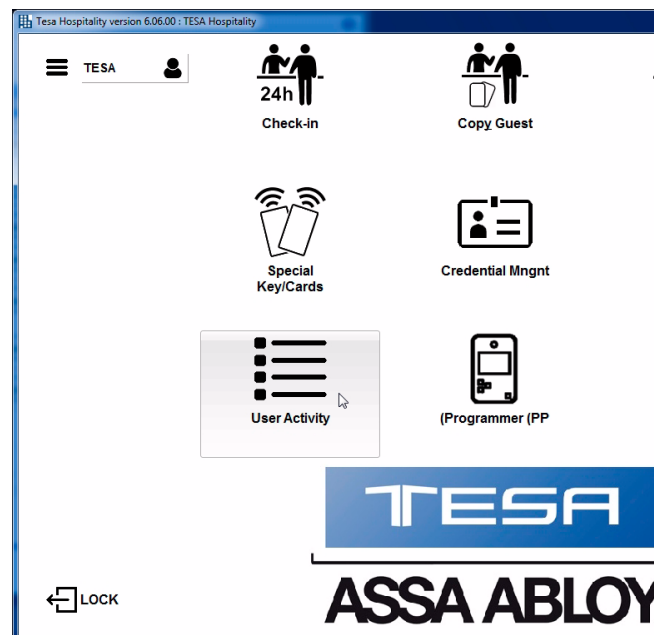 Tesa Hospitality version 6.06.00 : TESA Hospitality
TESA
24h
Check-in
Copy Guest
Special
Key/Cards
Credential Mngnt
User Activity
(Programmer (PP
TESA
ASSA ABLOY
LOCK